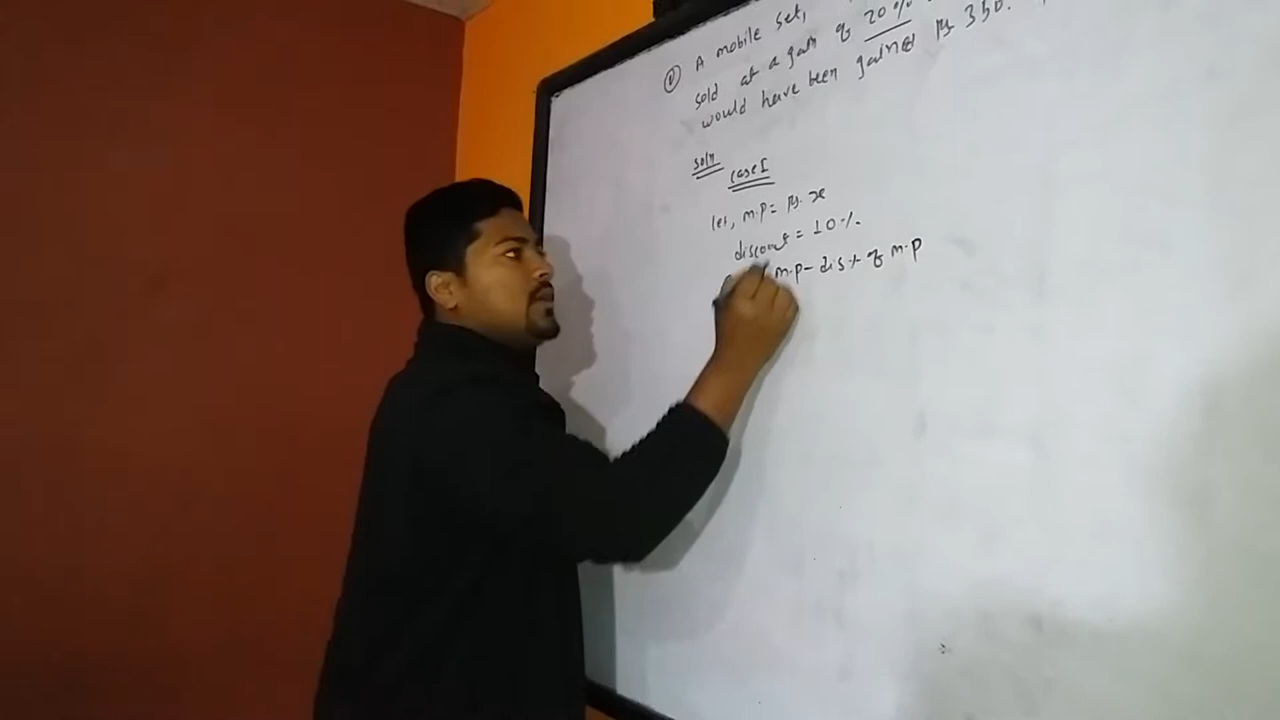 ① A mobile set,
sold at a gain of 20%
would have been gained Rs 350.
Soln
case I
let, m.p = Rs. x
discount = 10%
m.p - dis% of m.p